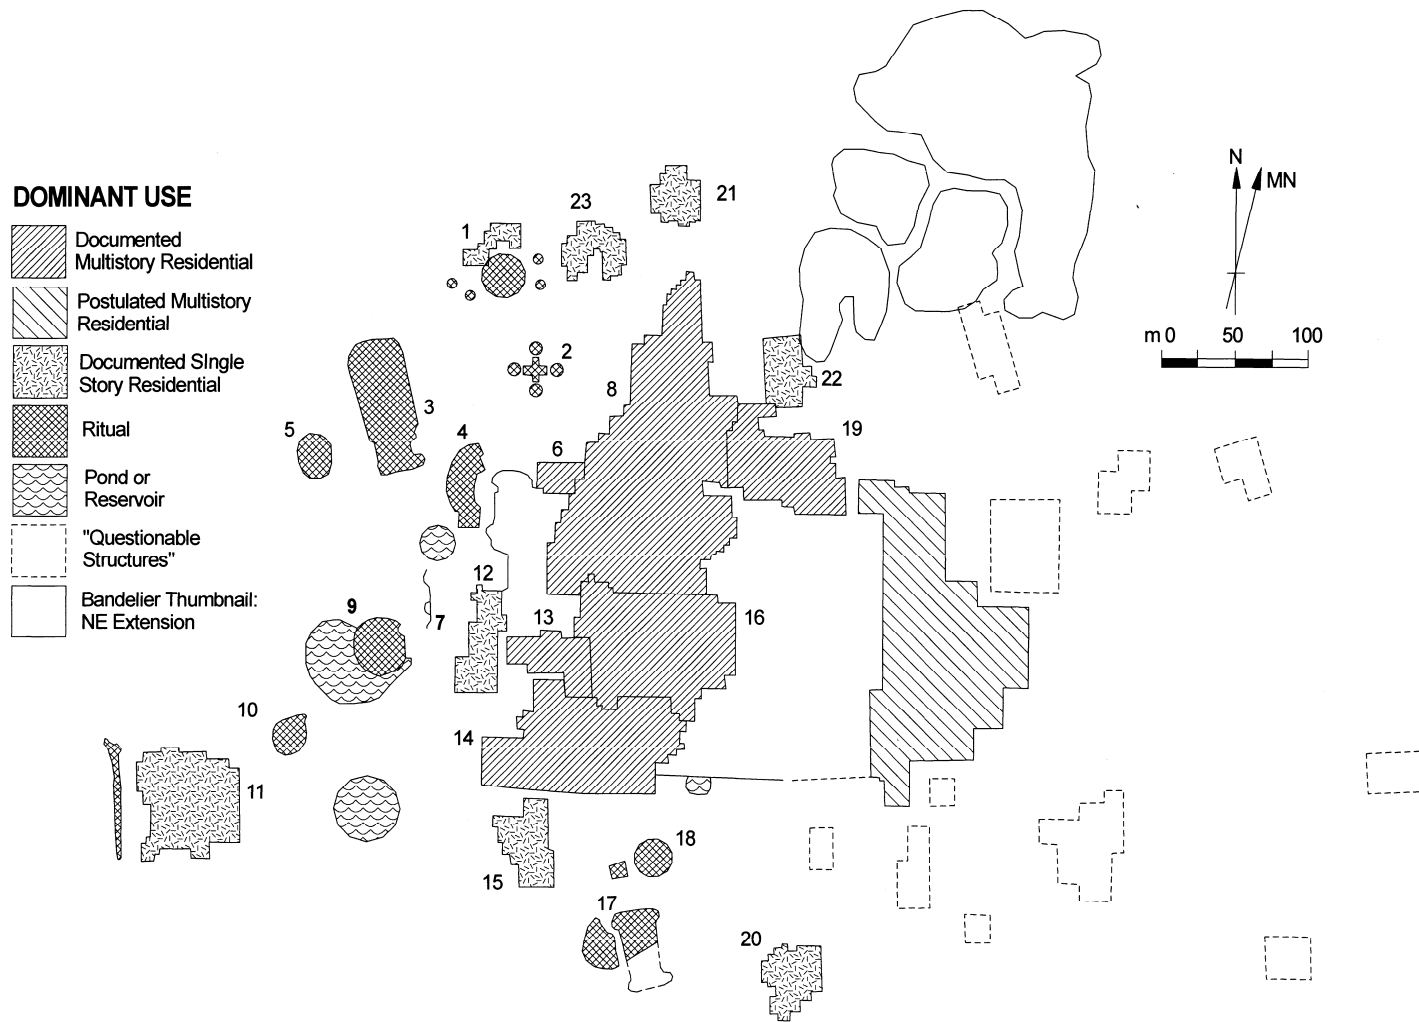 DOMINANT USE
Documented
Multistory Residential
Postulated Multistory
Residential
Documented SIngle
Story Residential
Ritual
Pond or
Reservoir
"Questionable
Structures"
Bandelier Thumbnail:
NE Extension
N
MN
m 0 50 100
21
23
1
2
8
22
3
5
4
6
19
12
9
7
13
16
10
14
11
18
15
17
20